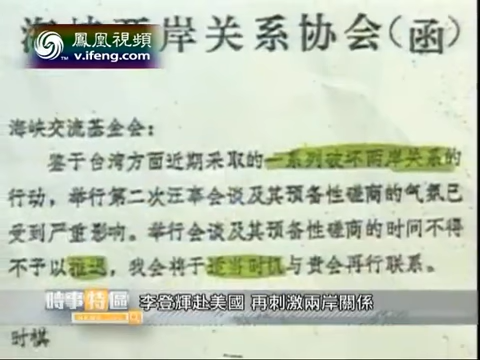 海峡两岸关系协会(函)
鳳凰视頻
v.ifeng.com
海峡交流基金会:
鉴于台湾方面近期采取的一系列破坏两岸关系的
行动,举行第二次汪辜会谈及其预备性磋商的气氛已
受到严重影响。举行会谈及其预备性磋商的时间不得
不予以推迟,我会将于适当时机与贵会再行联系。
時事特區
李登輝赴美國 再刺激兩岸關係
时祺